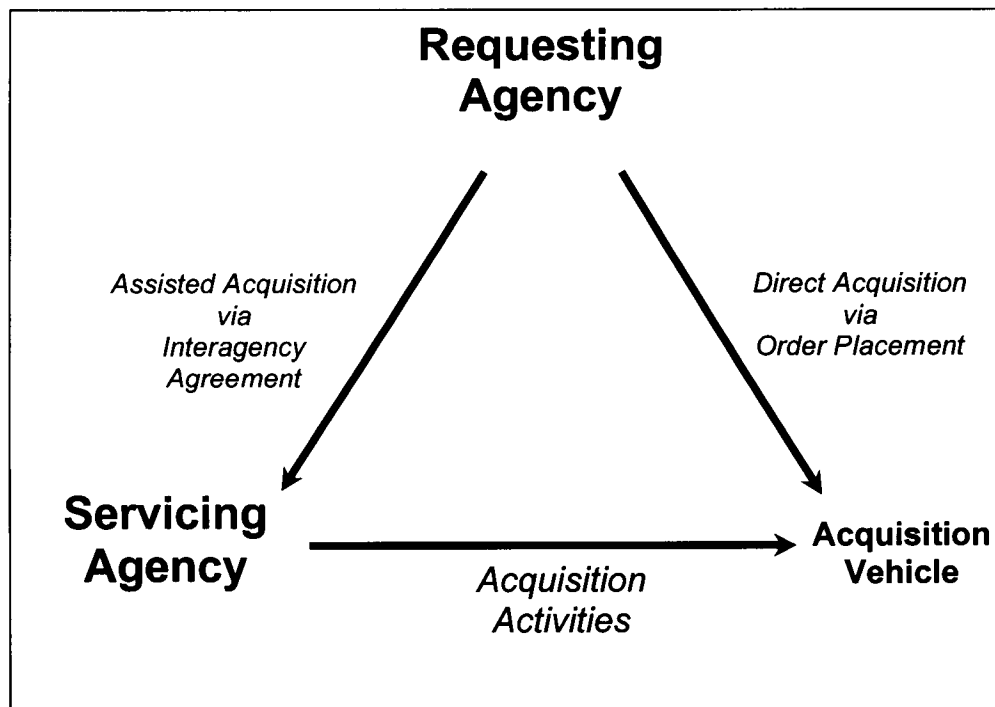 Requesting
Agency
Assisted Acquisition
via
Interagency
Agreement
Direct Acquisition
via
Order Placement
Servicing
Agency
Acquisition
Activities
Acquisition
Vehicle